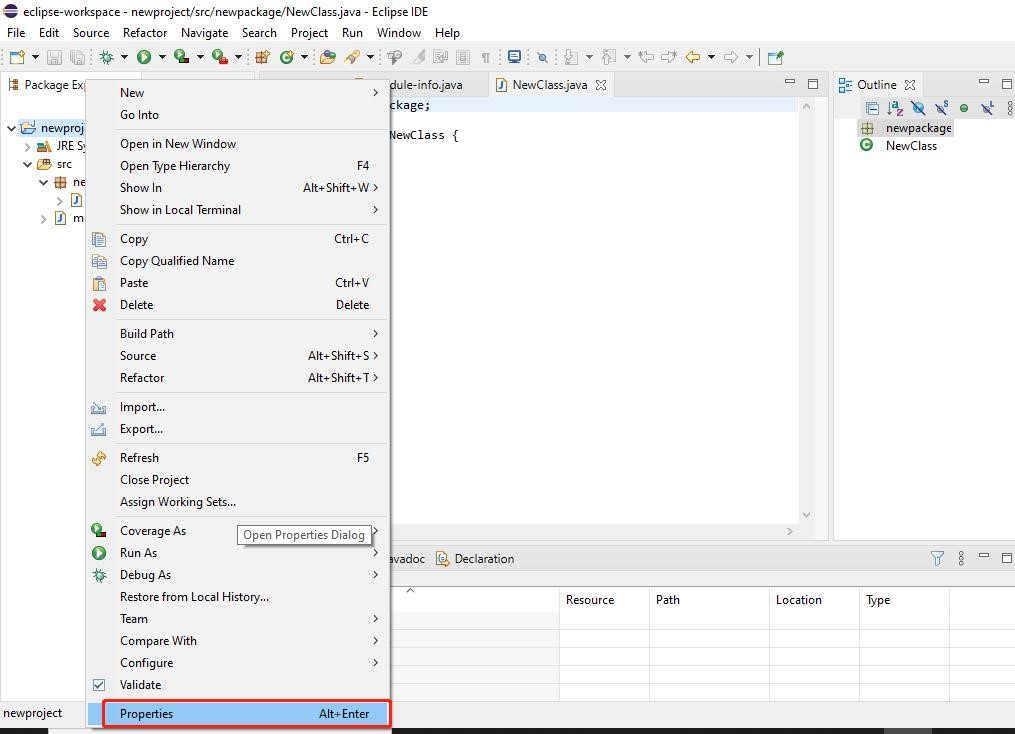 eclipse-workspace - newproject/src/newpackage/NewClass.java - Eclipse IDE
File Edit Source Refactor Navigate Search Project Run Window Help
Package Ex
dule-info.java
NewClass.java
Outline
newproj
JRE Sy
src
ne
m
New
Go Into
Open in New Window
Open Type Hierarchy F4
Show In Alt+Shift+W >
Show in Local Terminal
Copy Ctrl+C
Copy Qualified Name
Paste Ctrl+V
Delete Delete
Build Path
Source Alt+Shift+S >
Refactor Alt+Shift+T >
Import...
Export...
Refresh F5
Close Project
Assign Working Sets...
Coverage As
Open Properties Dialog
Run As
Debug As
Restore from Local History...
Team
Compare With
Configure
Validate
Properties Alt+Enter
ckage;
NewClass {
newpackage
NewClass
avadoc
Declaration
Resource Path Location Type
newproject